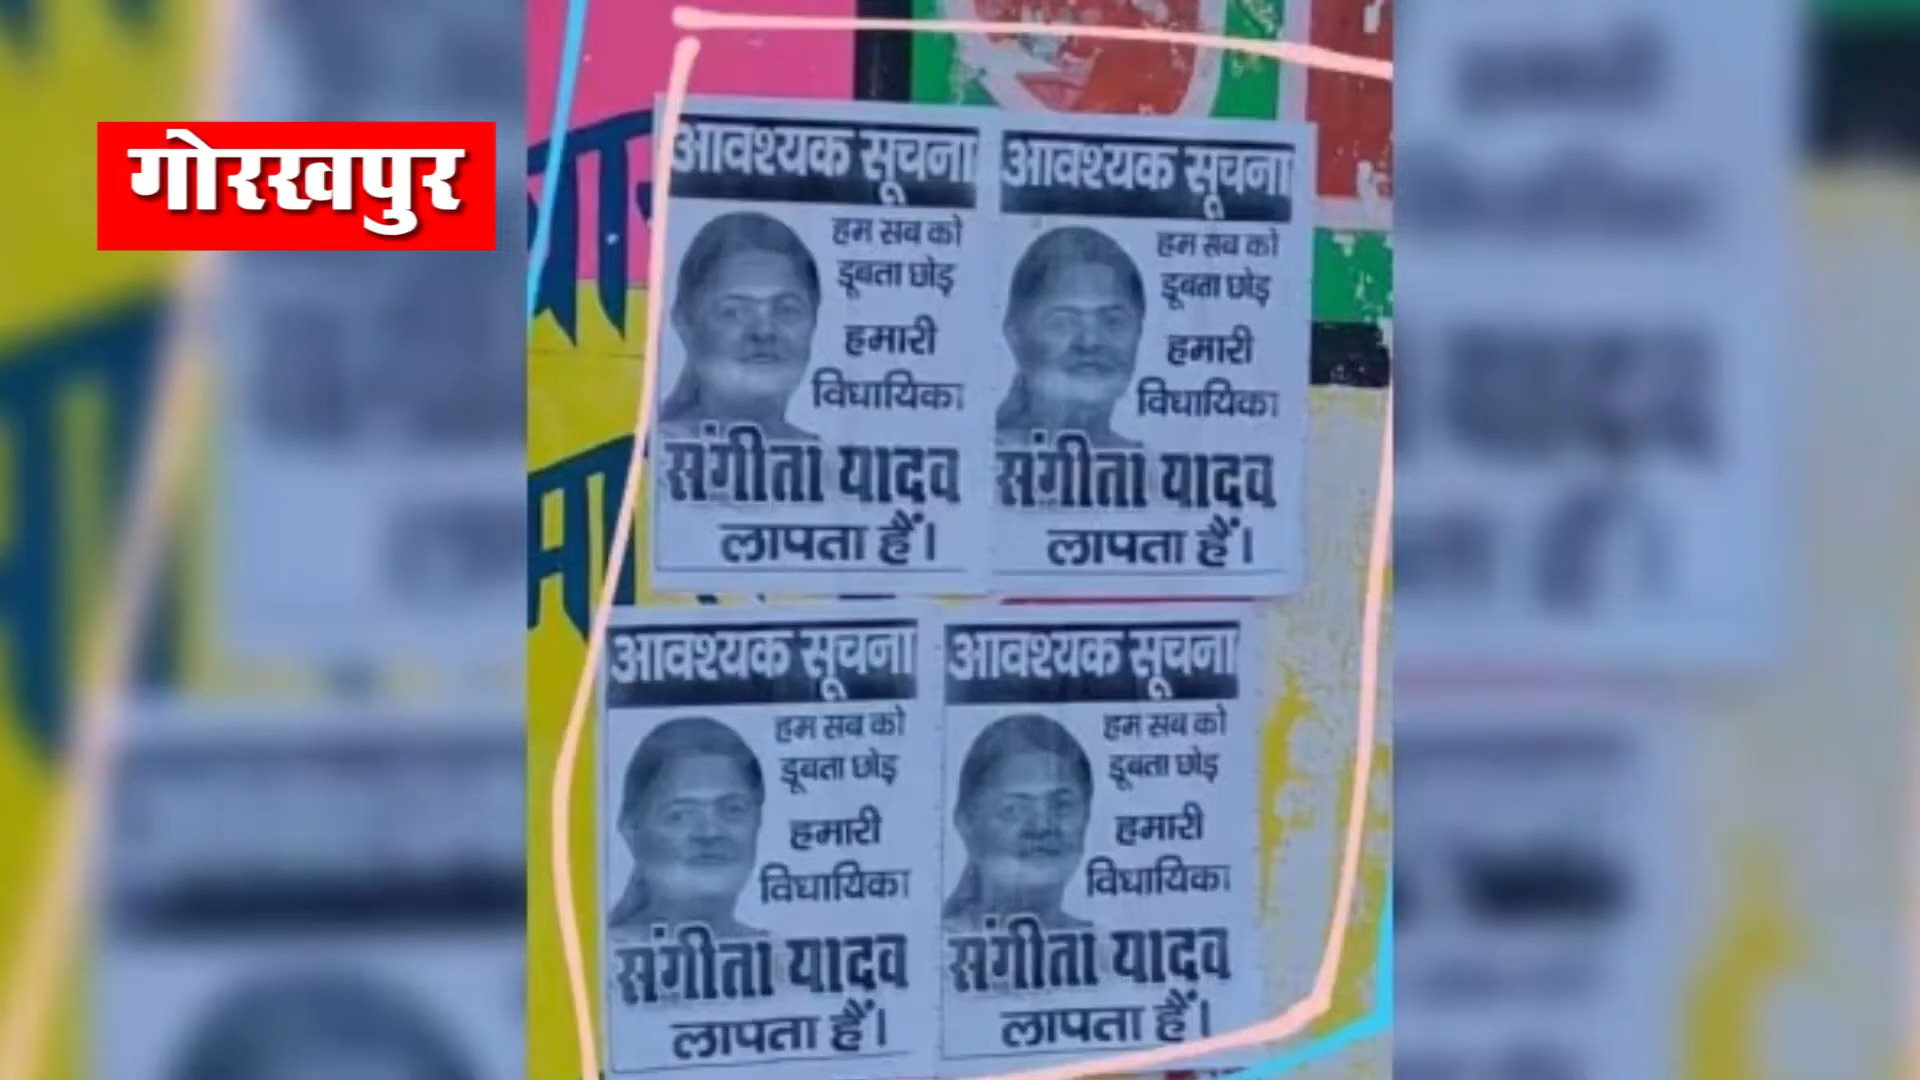 गोरखपुर
आवश्यक सूचना
हम सब को
डूबता छोड़
हमारी
विधायिका
संगीता यादव
लापता हैं।
आवश्यक सूचना
हम सब को
डूबता छोड़
हमारी
विधायिका
संगीता यादव
लापता हैं।
आवश्यक सूचना
हम सब को
डूबता छोड़
हमारी
विधायिका
संगीता यादव
लापता हैं।
आवश्यक सूचना
हम सब को
डूबता छोड़
हमारी
विधायिका
संगीता यादव
लापता हैं।